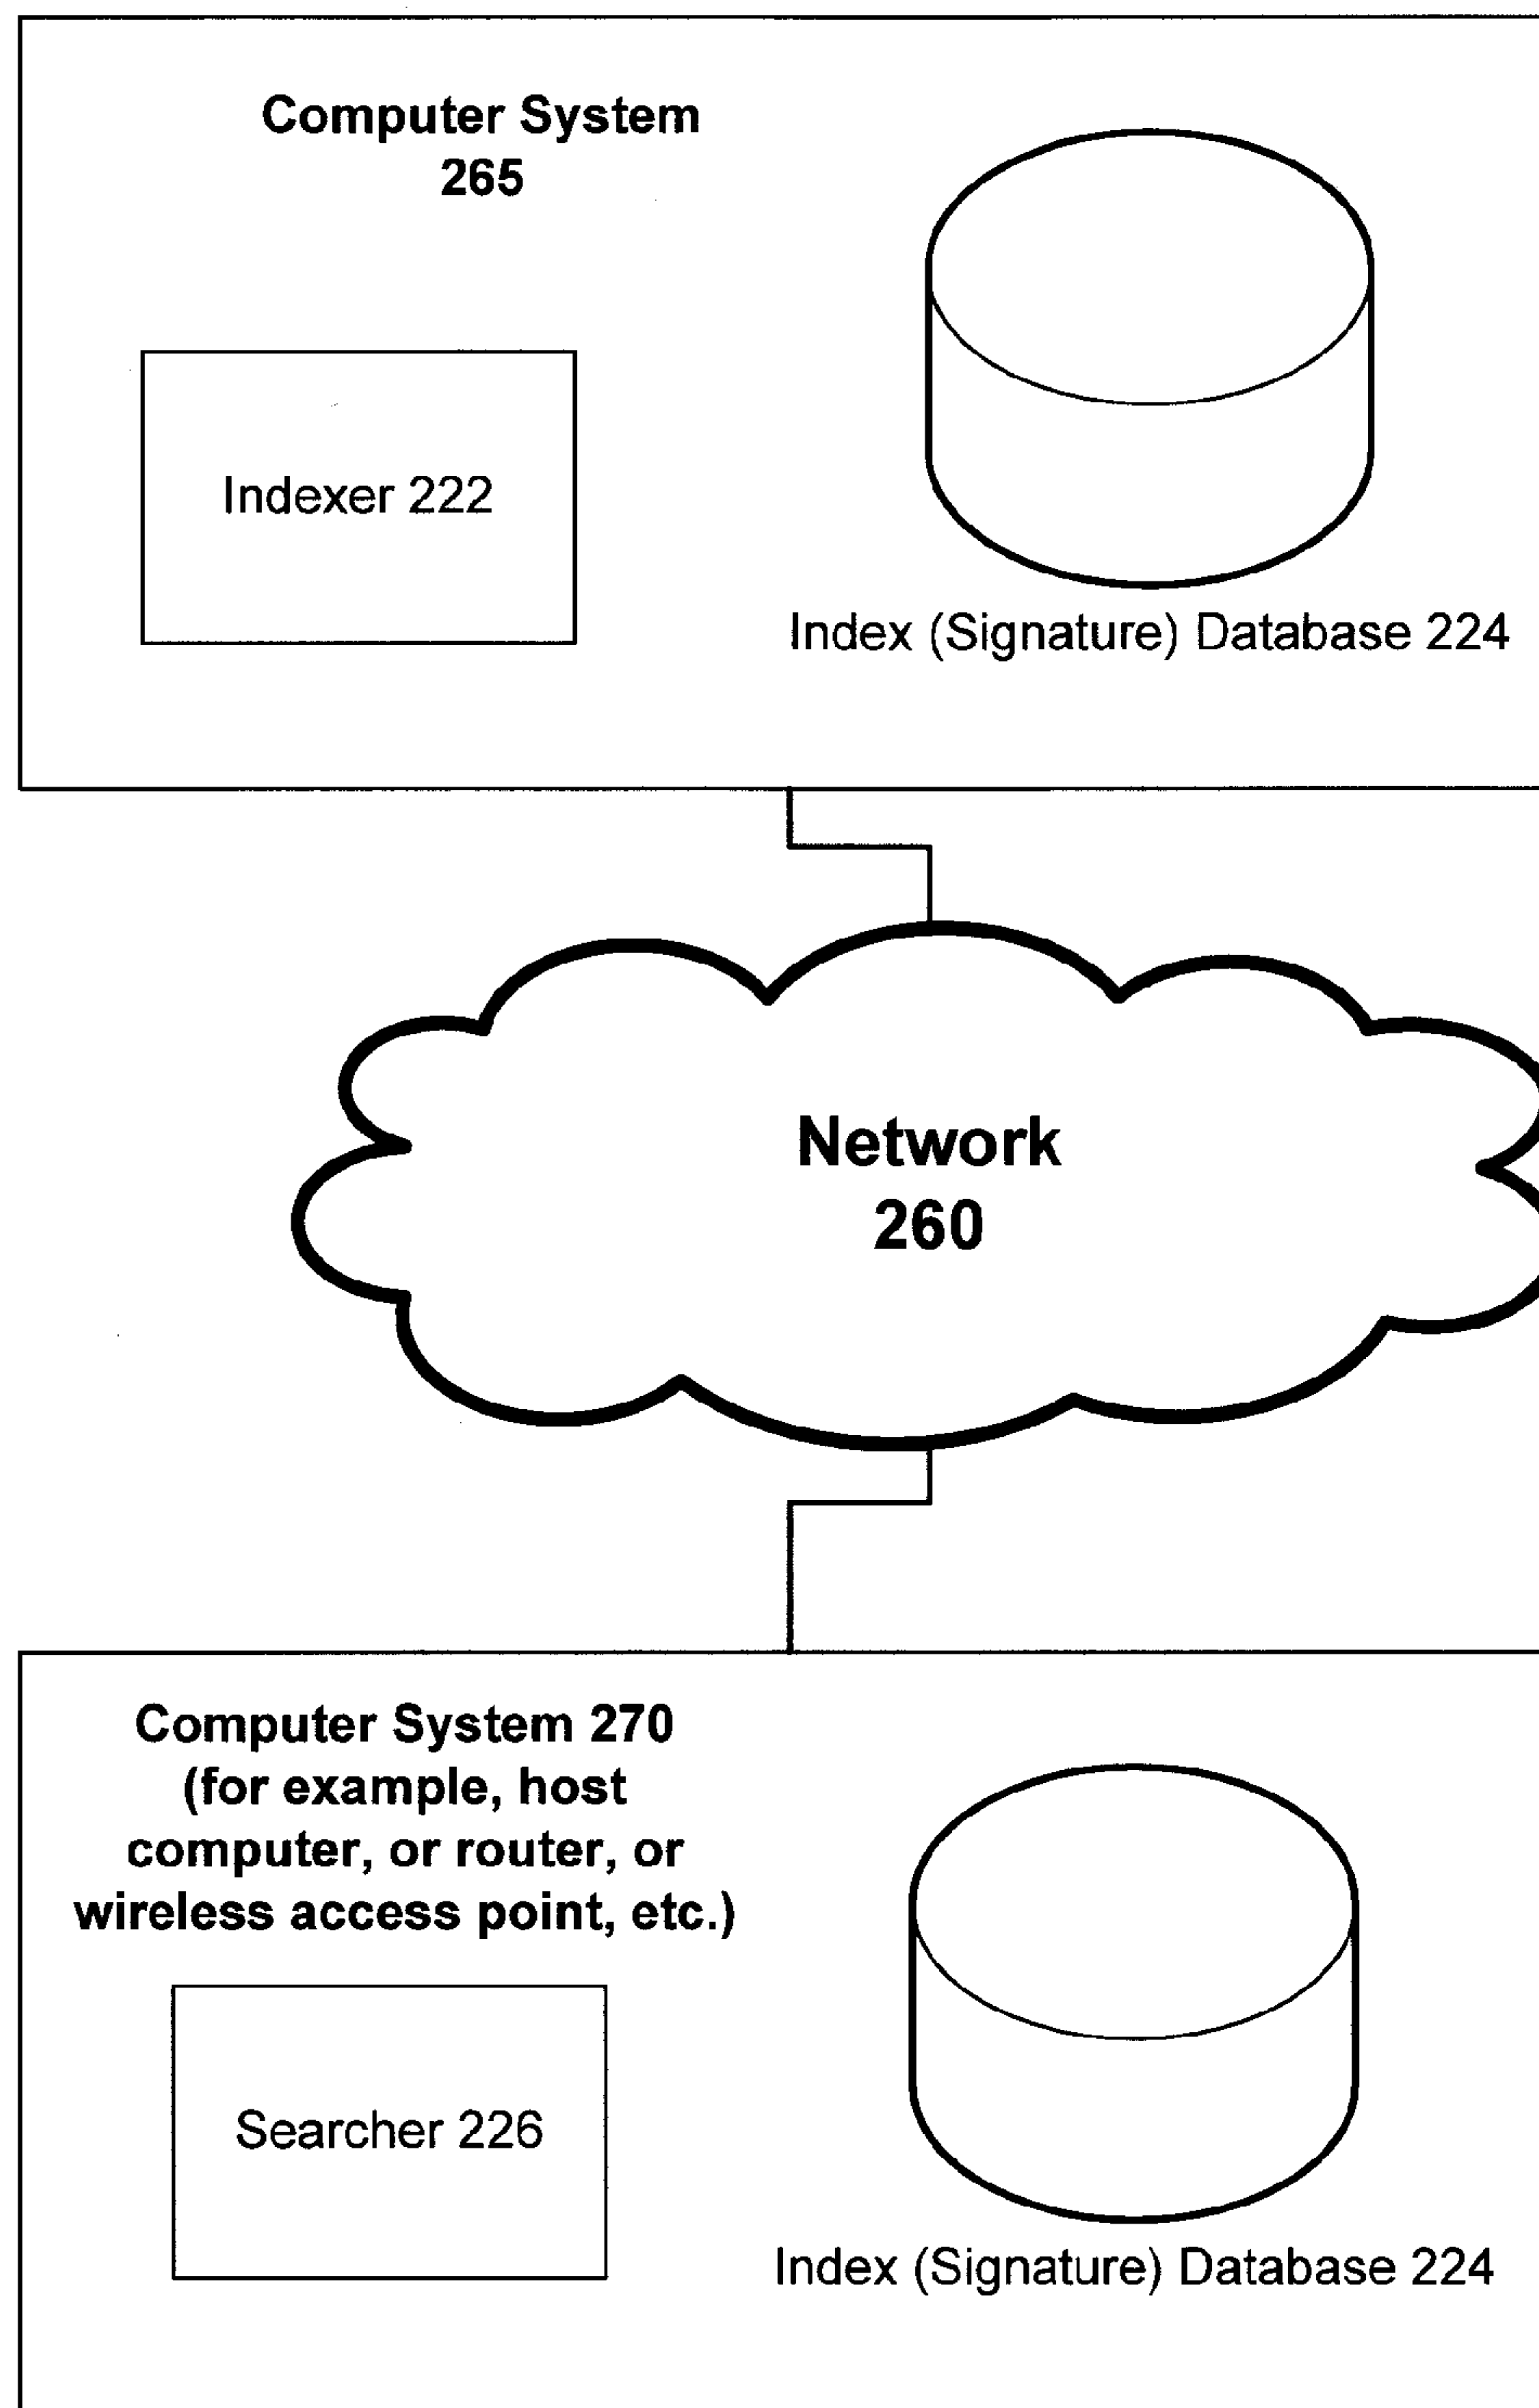 Computer System
265
Indexer 222
Index (Signature) Database 224
Network
260
Computer System 270
(for example, host
computer, or router, or
wireless access point, etc.)
Searcher 226
Index (Signature) Database 224